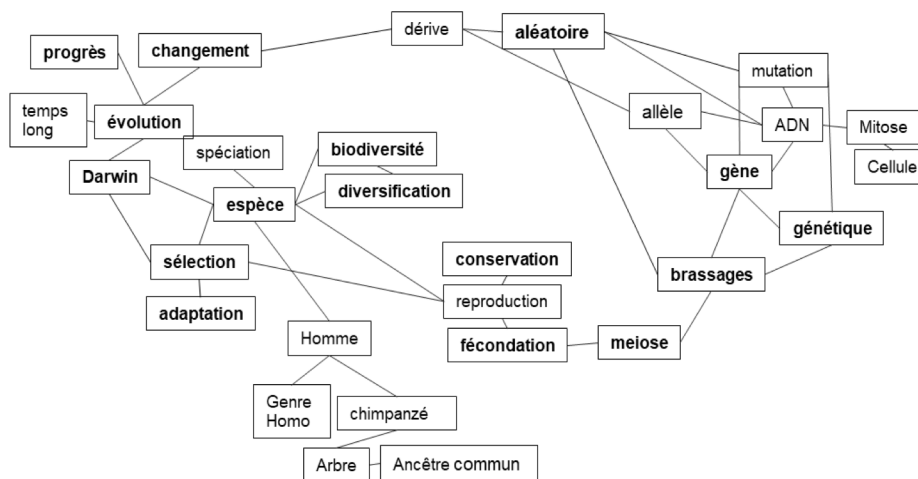 dérive
aléatoire
progrès
changement
mutation
temps
long
évolution
allèle
ADN
Mitose
spéciation
biodiversité
Cellule
Darwin
diversification
gène
espèce
génétique
sélection
conservation
brassages
adaptation
reproduction
Homme
fécondation
meiose
Genre
Homo
chimpanzé
Arbre
Ancêtre commun